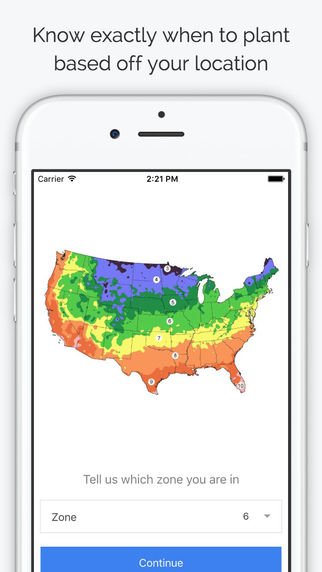 Know exactly when to plant
based off your location
Carrier 2:21 PM
3
4
5
6
7
8
9
10
Tell us which zone you are in
Zone 6
Continue